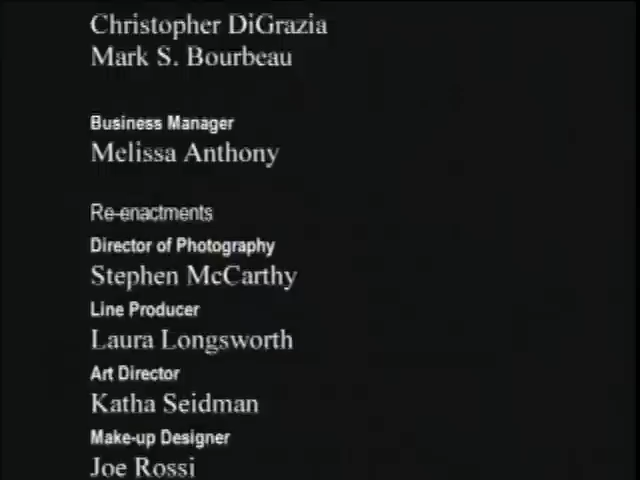 Christopher DiGrazia
Mark S. Bourbeau
Business Manager
Melissa Anthony
Re-enactments
Director of Photography
Stephen McCarthy
Line Producer
Laura Longsworth
Art Director
Katha Seidman
Make-up Designer
Joe Rossi